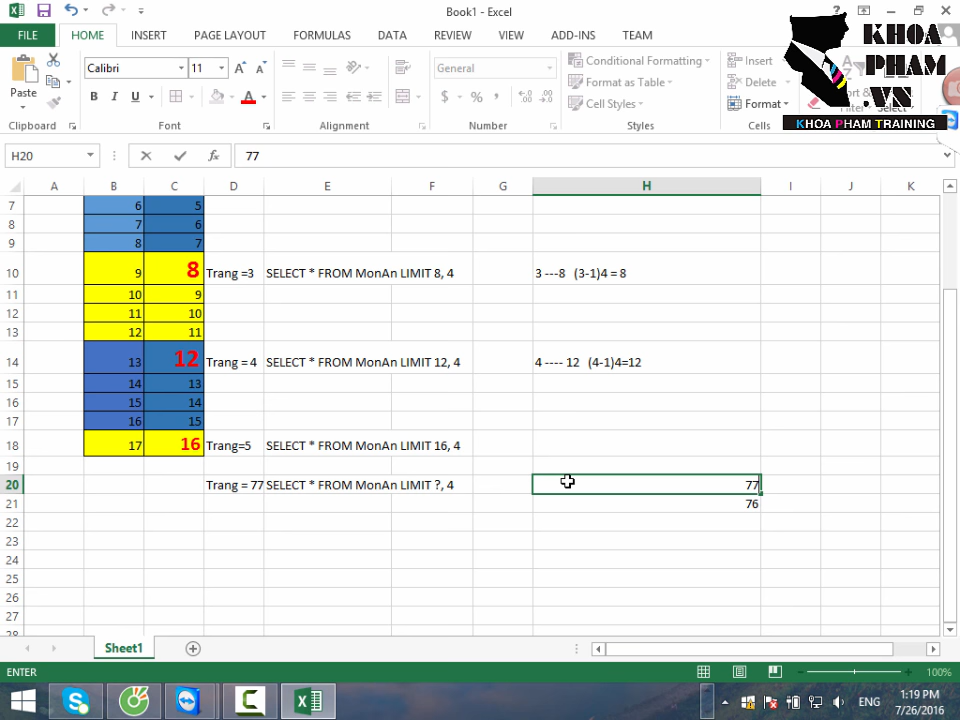 Book1 - Excel
FILE HOME INSERT PAGE LAYOUT FORMULAS DATA REVIEW VIEW ADD-INS TEAM
KHOA
PHAM
.VN
KHOA PHAM TRAINING
Paste
Calibri 11
B I U
General
$ % ,
Conditional Formatting
Format as Table
Cell Styles
Insert
Delete
Format
Clipboard Font Alignment Number Styles Cells
H20 fx 77
A B C D E F G H I J K
7 6 5
8 7 6
9 8 7
10 9 8 Trang =3 SELECT * FROM MonAn LIMIT 8, 4 3 ---8 (3-1)4 = 8
11 10 9
12 11 10
13 12 11
14 13 12 Trang = 4 SELECT * FROM MonAn LIMIT 12, 4 4 ---- 12 (4-1)4=12
15 14 13
16 15 14
17 16 15
18 17 16 Trang=5 SELECT * FROM MonAn LIMIT 16, 4
19
20 Trang = 77 SELECT * FROM MonAn LIMIT ?, 4 77
21 76
22
23
24
25
26
27
28
Sheet1
ENTER 100%
ENG
1:19 PM
7/26/2016